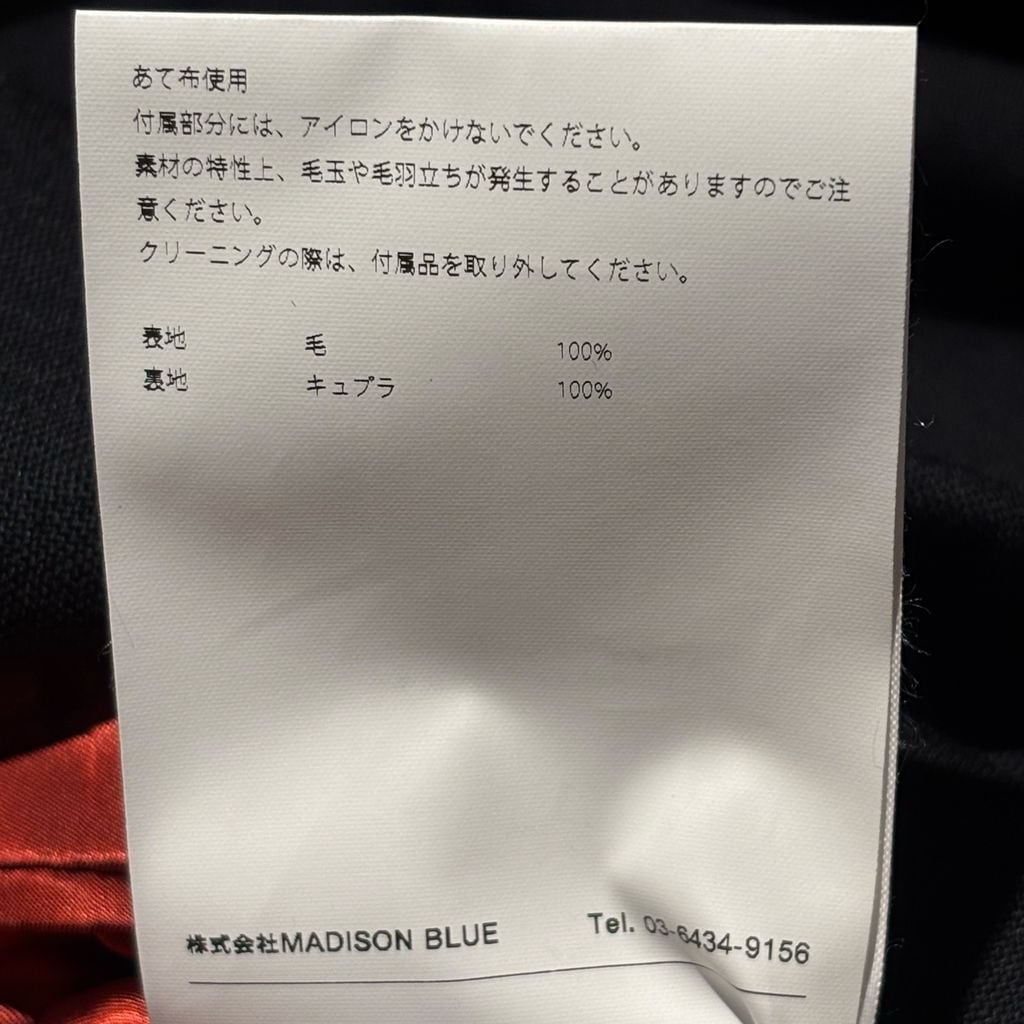 あて布使用
付属部分には、アイロンをかけないでください。
素材の特性上、毛玉や毛羽立ちが発生することがありますのでご注
意ください。
クリーニングの際は、付属品を取り外してください。
表地 毛 100%
裏地 キュプラ 100%
株式会社MADISON BLUE Tel. 03-6434-9156